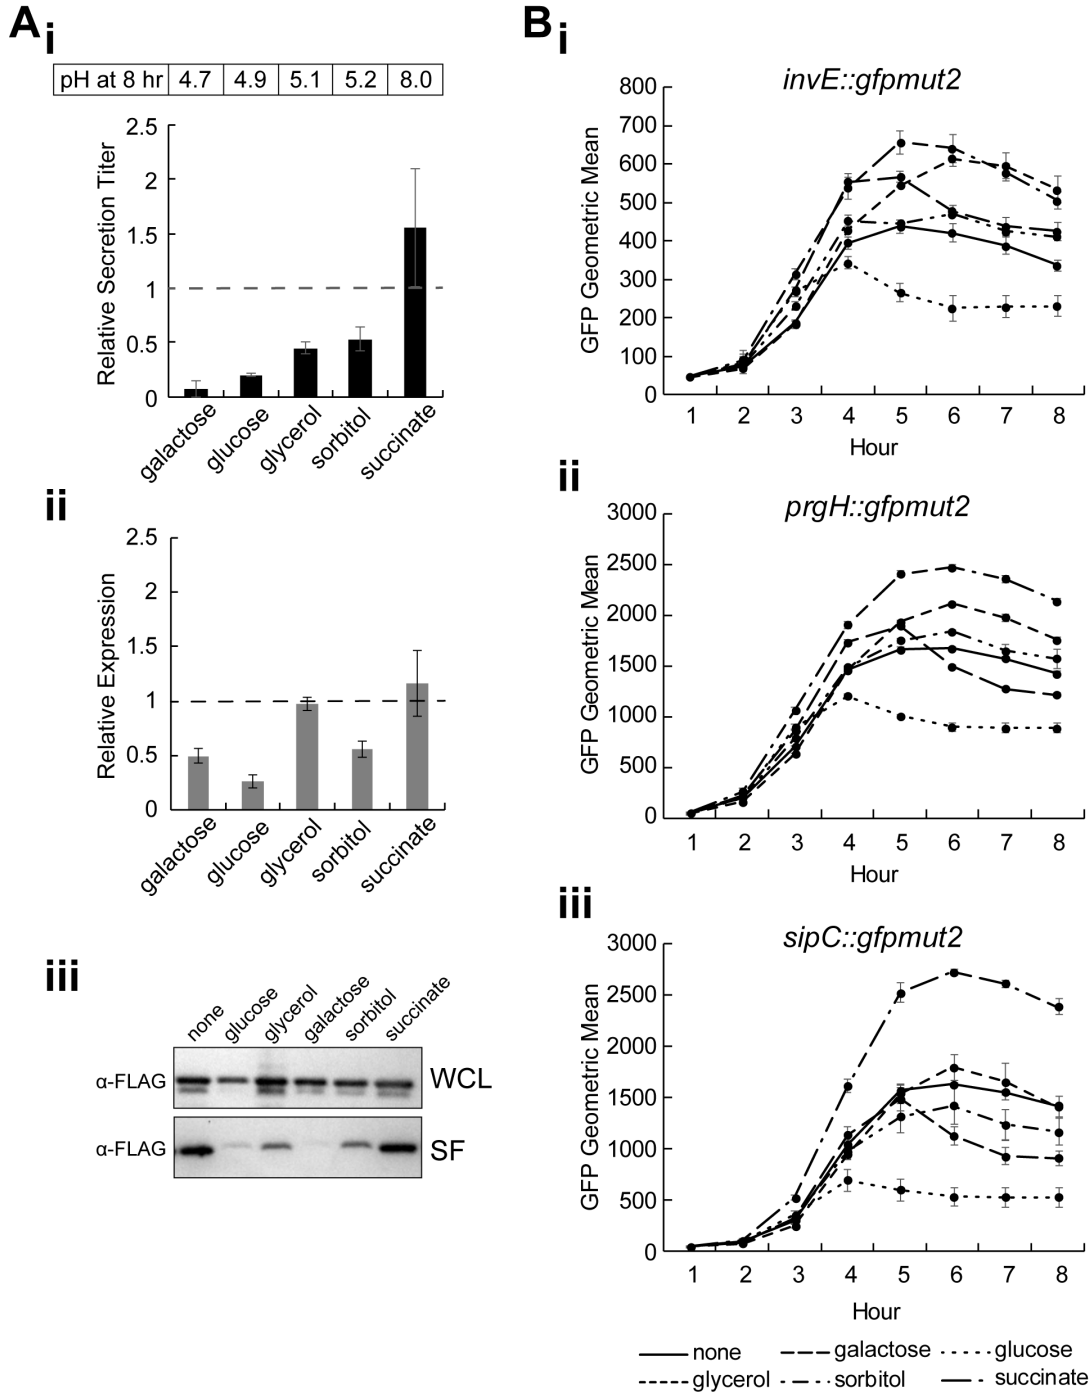 A i
pH at 8 hr 4.7 4.9 5.1 5.2 8.0
2.5
2
1.5
1
0.5
0
Relative Secretion Titer
galactose glucose glycerol sorbitol succinate
ii
2.5
2
1.5
1
0.5
0
Relative Expression
galactose glucose glycerol sorbitol succinate
iii
none glucose glycerol galactose sorbitol succinate
α-FLAG WCL
α-FLAG SF
B i
invE::gfpmut2
800
700
600
500
400
300
200
100
0
GFP Geometric Mean
1 2 3 4 5 6 7 8
Hour
ii
prgH::gfpmut2
3000
2500
2000
1500
1000
500
0
GFP Geometric Mean
1 2 3 4 5 6 7 8
Hour
iii
sipC::gfpmut2
3000
2500
2000
1500
1000
500
0
GFP Geometric Mean
1 2 3 4 5 6 7 8
Hour
none galactose glucose
glycerol sorbitol succinate